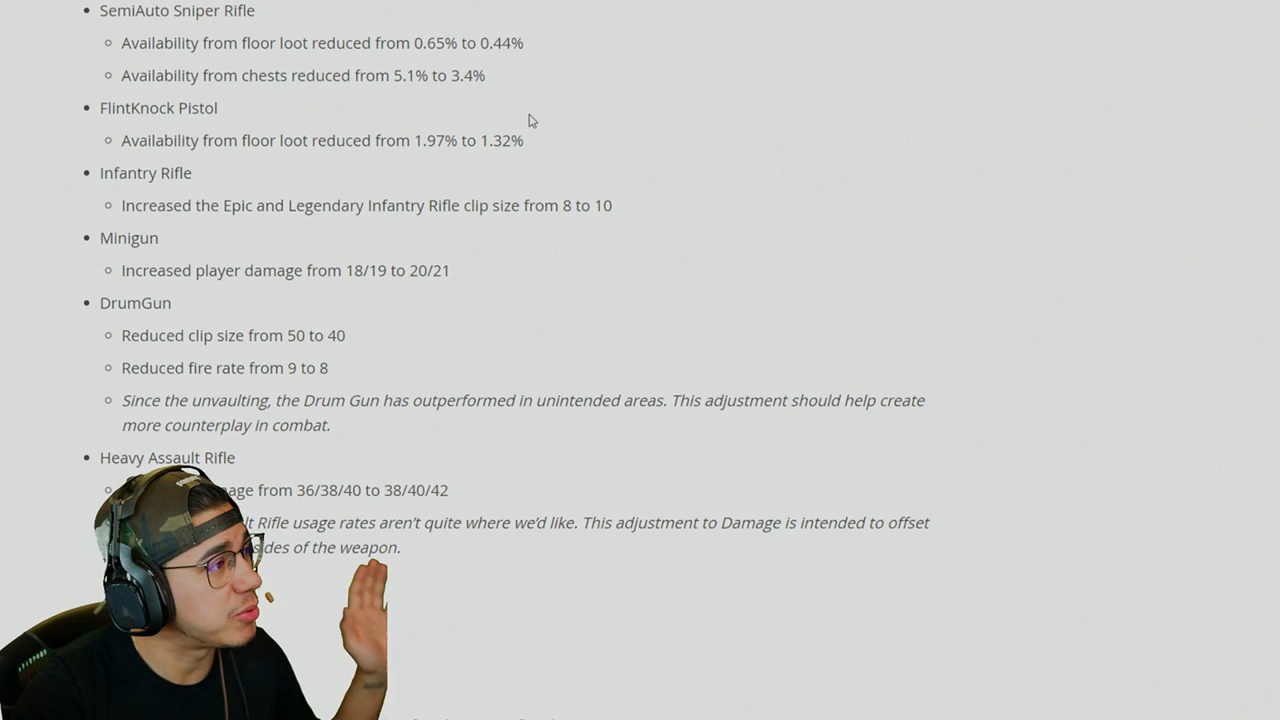 SemiAuto Sniper Rifle
Availability from floor loot reduced from 0.65% to 0.44%
Availability from chests reduced from 5.1% to 3.4%
FlintKnock Pistol
Availability from floor loot reduced from 1.97% to 1.32%
Infantry Rifle
Increased the Epic and Legendary Infantry Rifle clip size from 8 to 10
Minigun
Increased player damage from 18/19 to 20/21
DrumGun
Reduced clip size from 50 to 40
Reduced fire rate from 9 to 8
Since the unvaulting, the Drum Gun has outperformed in unintended areas. This adjustment should help create
more counterplay in combat.
Heavy Assault Rifle
from 36/38/40 to 38/40/42
Rifle usage rates aren't quite where we'd like. This adjustment to Damage is intended to offset
of the weapon.